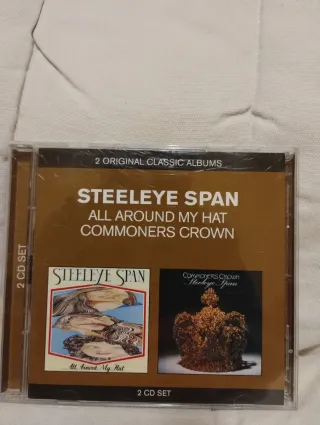 2 ORIGINAL CLASSIC ALBUMS
STEELEYE SPAN
ALL AROUND MY HAT
COMMONERS CROWN
2 CD SET
STEELEYE SPAN
All Around My Hat
Commoners Crown
Steeleye Span
2 CD SET